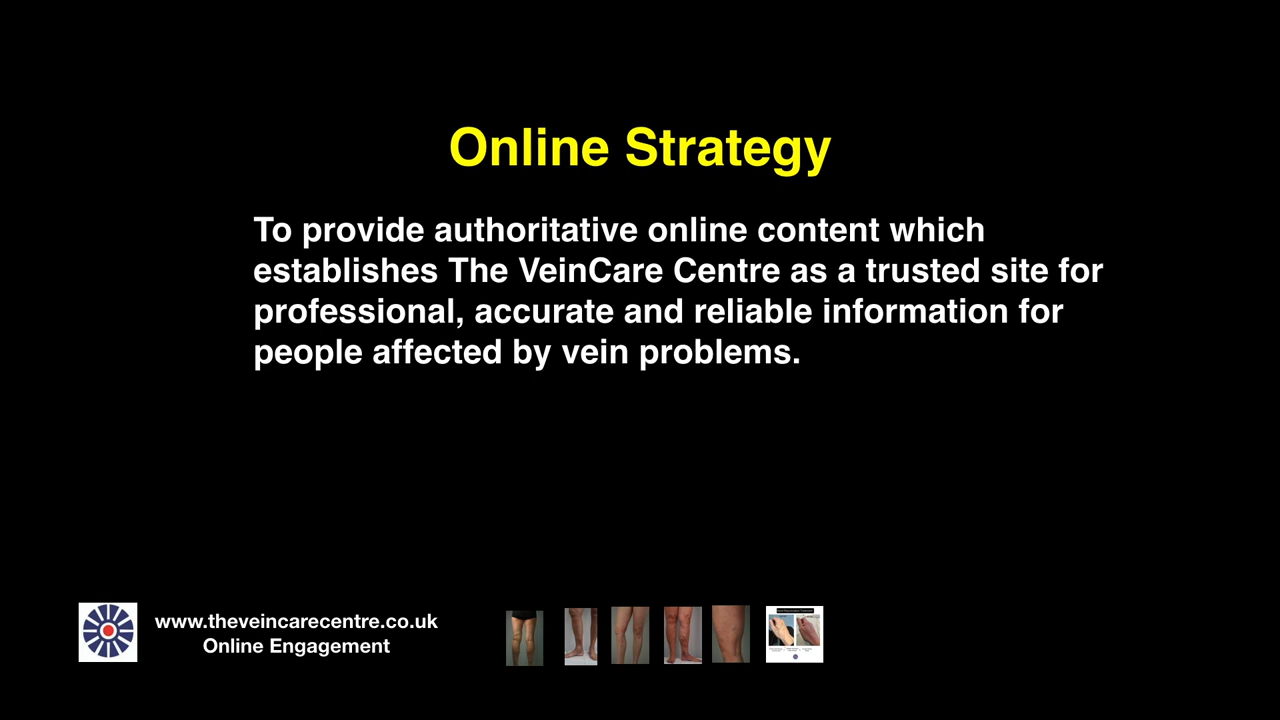 Online Strategy
To provide authoritative online content which
establishes The VeinCare Centre as a trusted site for
professional, accurate and reliable information for
people affected by vein problems.
www.theveincarecentre.co.uk
Online Engagement